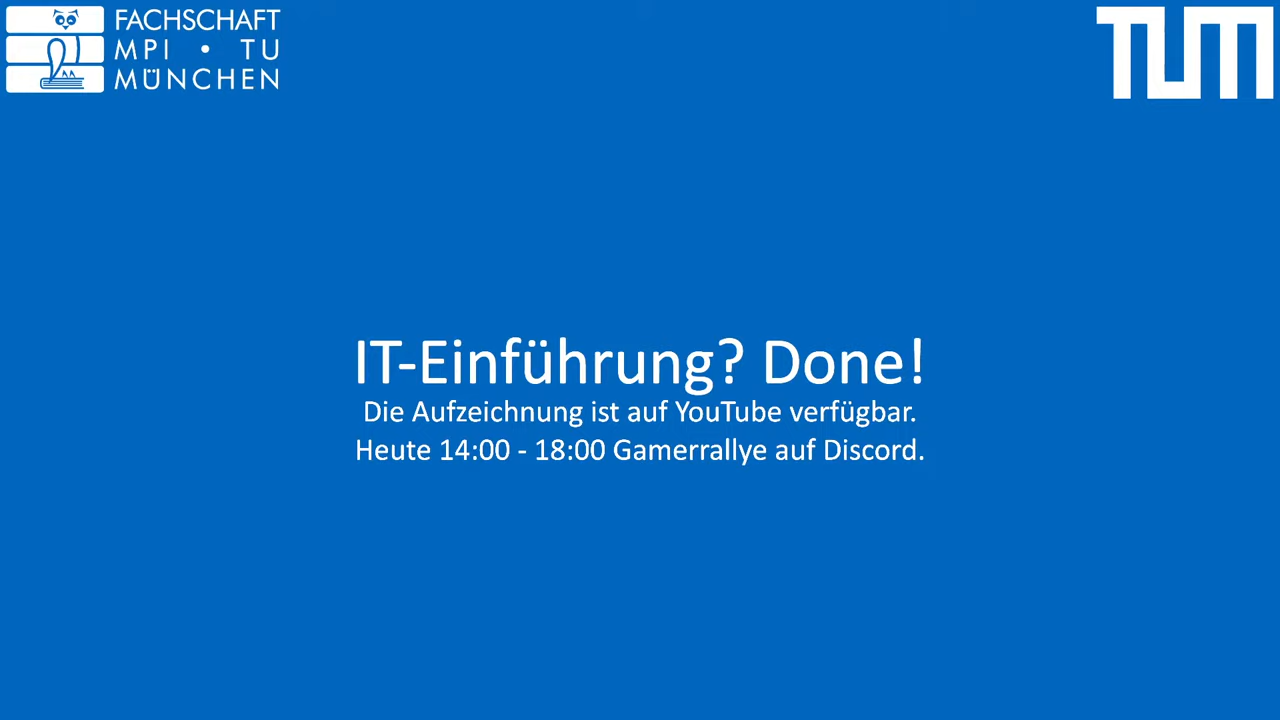 FACHSCHAFT
MPI • TU
MÜNCHEN
TUM
IT-Einführung? Done!
Die Aufzeichnung ist auf YouTube verfügbar.
Heute 14:00 - 18:00 Gamerrallye auf Discord.